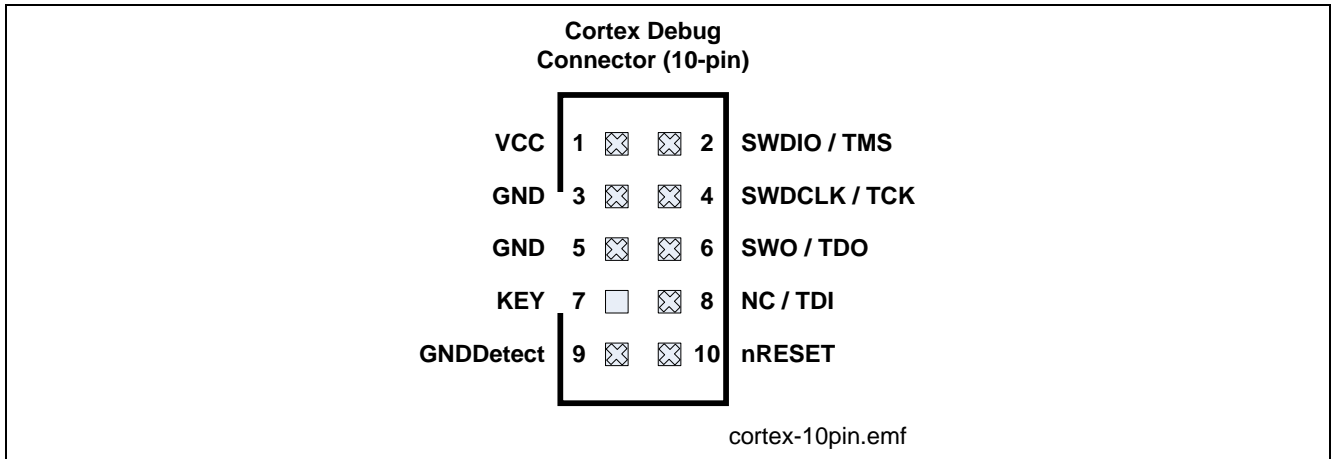 Cortex Debug
Connector (10-pin)
VCC 1 2 SWDIO / TMS
GND 3 4 SWDCLK / TCK
GND 5 6 SWO / TDO
KEY 7 8 NC / TDI
GNDDetect 9 10 nRESET
cortex-10pin.emf